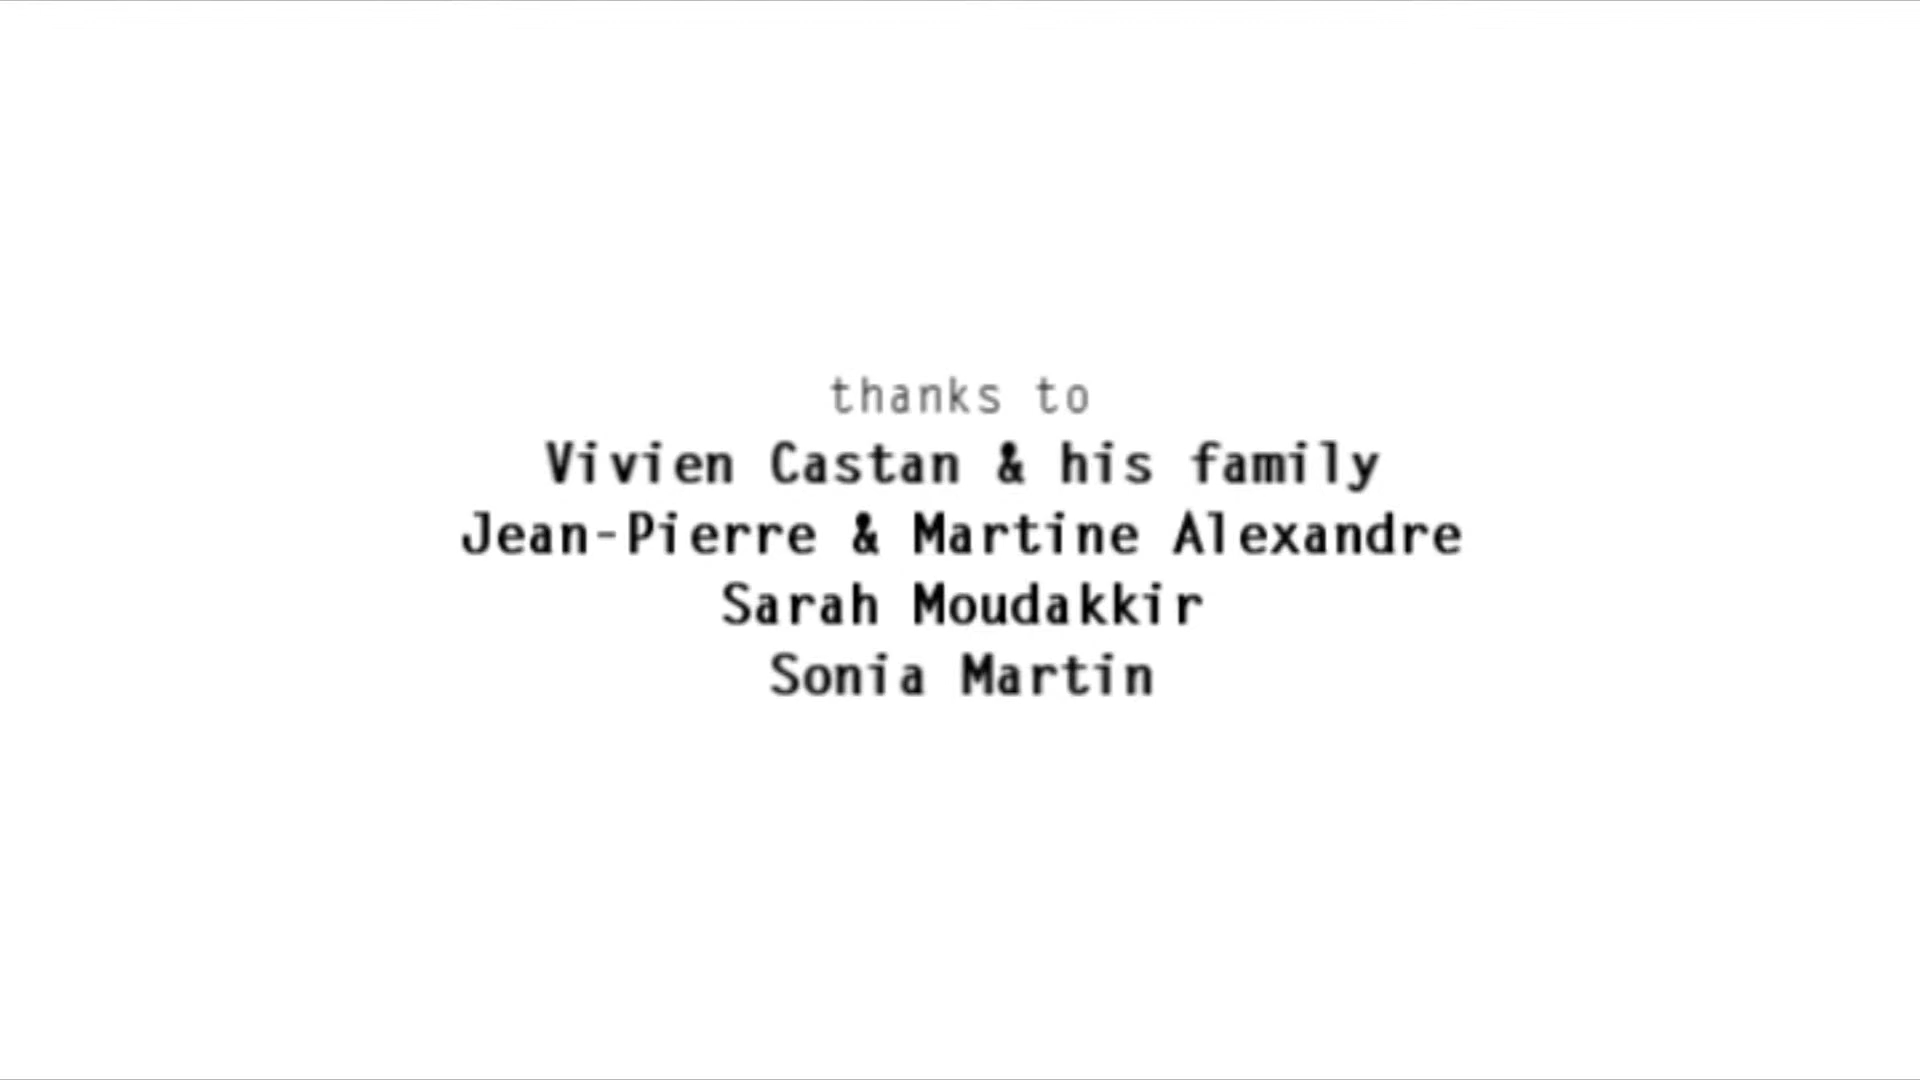 thanks to
Vivien Castan & his family
Jean-Pierre & Martine Alexandre
Sarah Moudakkir
Sonia Martin